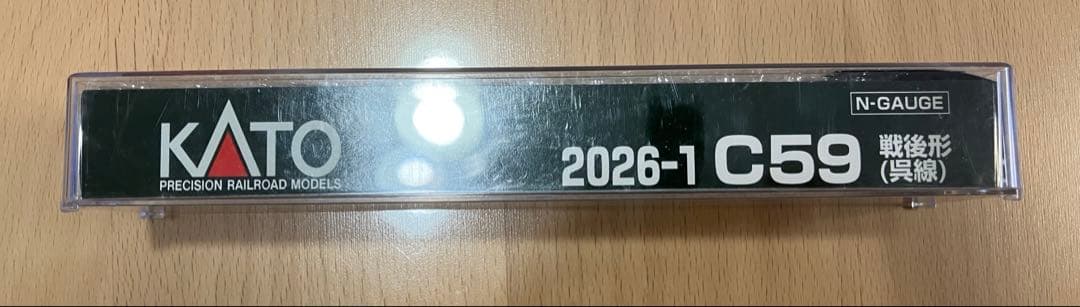 KATO
PRECISION RAILROAD MODELS
N-GAUGE
2026-1 C59 戦後形
(呉線)